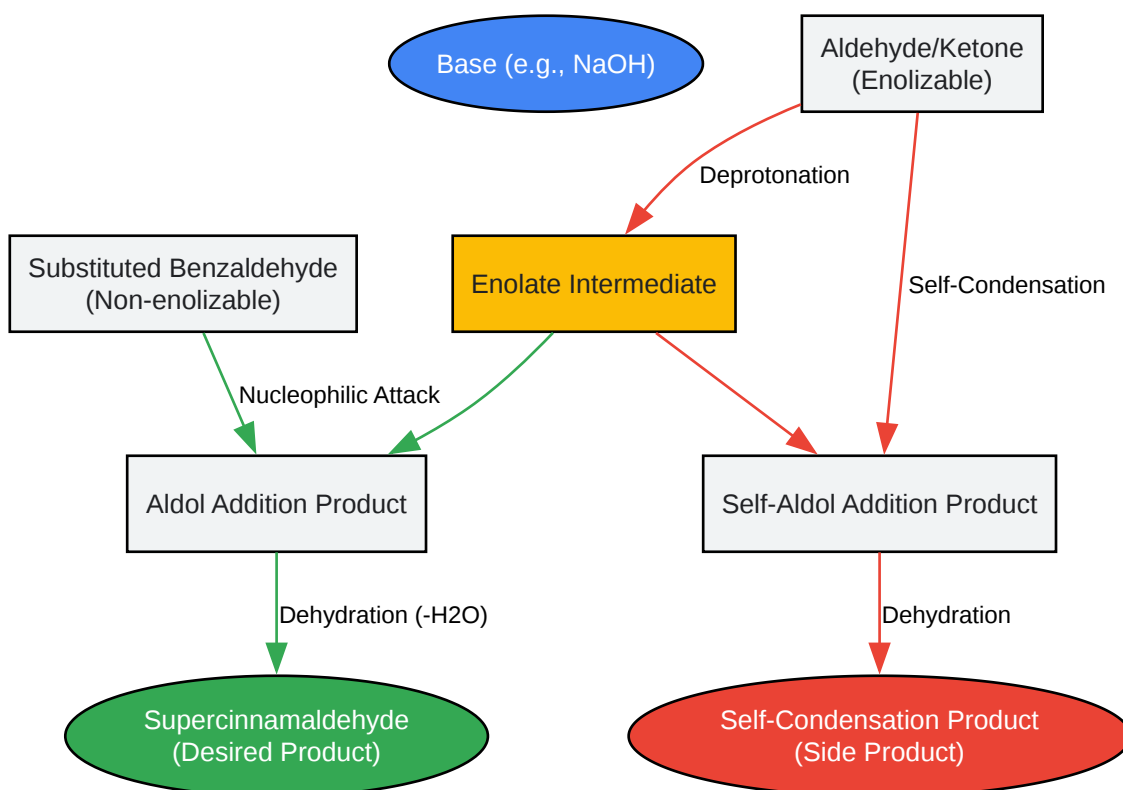 Base (e.g., NaOH)
Aldehyde/Ketone
(Enolizable)
Deprotonation
Substituted Benzaldehyde
(Non-enolizable)
Enolate Intermediate
Self-Condensation
Nucleophilic Attack
Aldol Addition Product
Self-Aldol Addition Product
Dehydration (-H2O)
Dehydration
Supercinnamaldehyde
(Desired Product)
Self-Condensation Product
(Side Product)